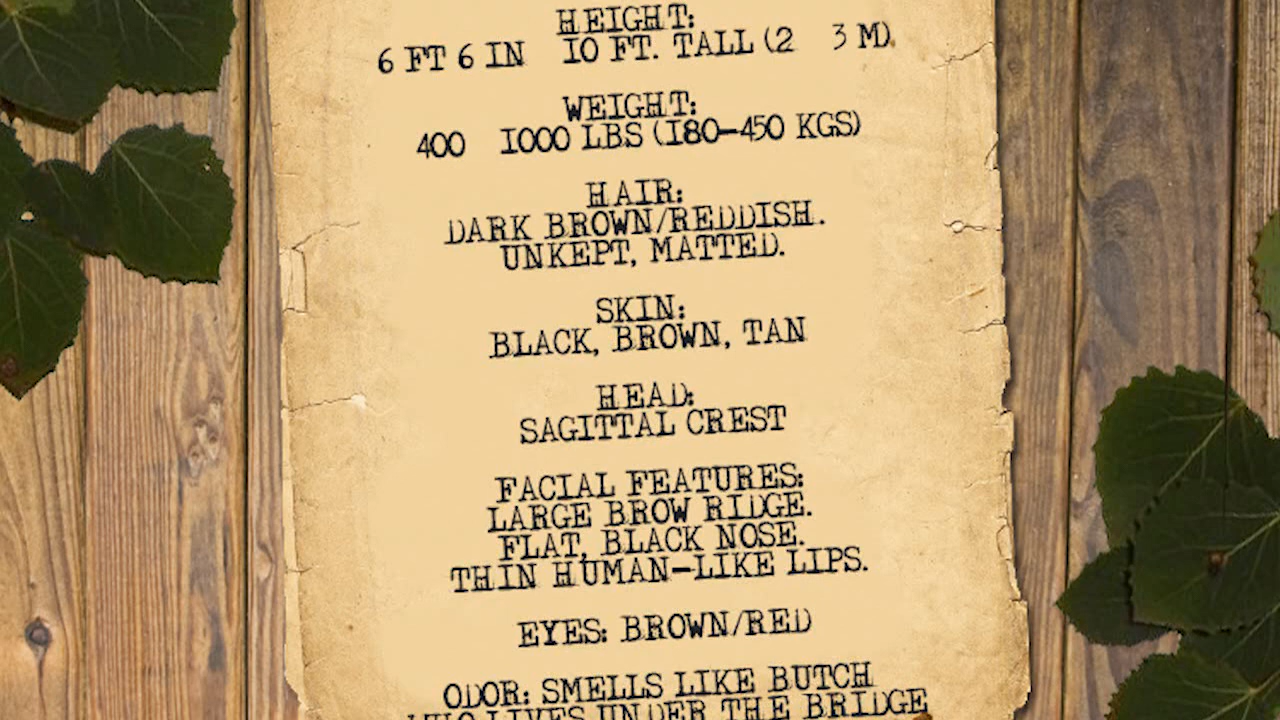 HEIGHT:
6 FT 6 IN 10 FT. TALL (2 3 M).
WEIGHT:
400 1000 LBS (180-450 KGS)
HAIR:
DARK BROWN/REDDISH.
UNKEPT, MATTED.
SKIN:
BLACK, BROWN, TAN
HEAD:
SAGITTAL CREST
FACIAL FEATURES:
LARGE BROW RIDGE.
FLAT, BLACK NOSE.
THIN HUMAN-LIKE LIPS.
EYES: BROWN/RED
ODOR: SMELLS LIKE BUTCH
WHO LIVES UNDER THE BRIDGE